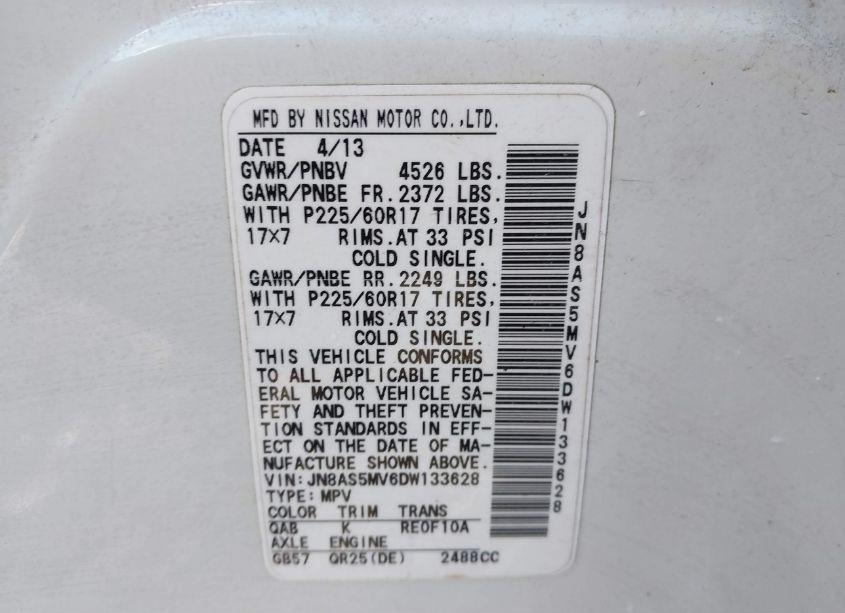 MFD BY NISSAN MOTOR CO.,LTD.
DATE 4/13
GVWR/PNBV 4526 LBS.
GAWR/PNBE FR.2372 LBS.
WITH P225/60R17 TIRES,
17×7 RIMS.AT 33 PSI
COLD SINGLE.
GAWR/PNBE RR.2249 LBS.
WITH P225/60R17 TIRES,
17×7 RIMS.AT 33 PSI
COLD SINGLE.
THIS VEHICLE CONFORMS
TO ALL APPLICABLE FED-
ERAL MOTOR VEHICLE SA-
FETY AND THEFT PREVEN-
TION STANDARDS IN EFF-
ECT ON THE DATE OF MA-
NUFACTURE SHOWN ABOVE.
VIN:JN8AS5MV6DW133628
TYPE:MPV
COLOR TRIM TRANS
QAB K RE0F10A
AXLE ENGINE
GB57 QR25(DE) 2488CC
JN8AS5MV6DW133628